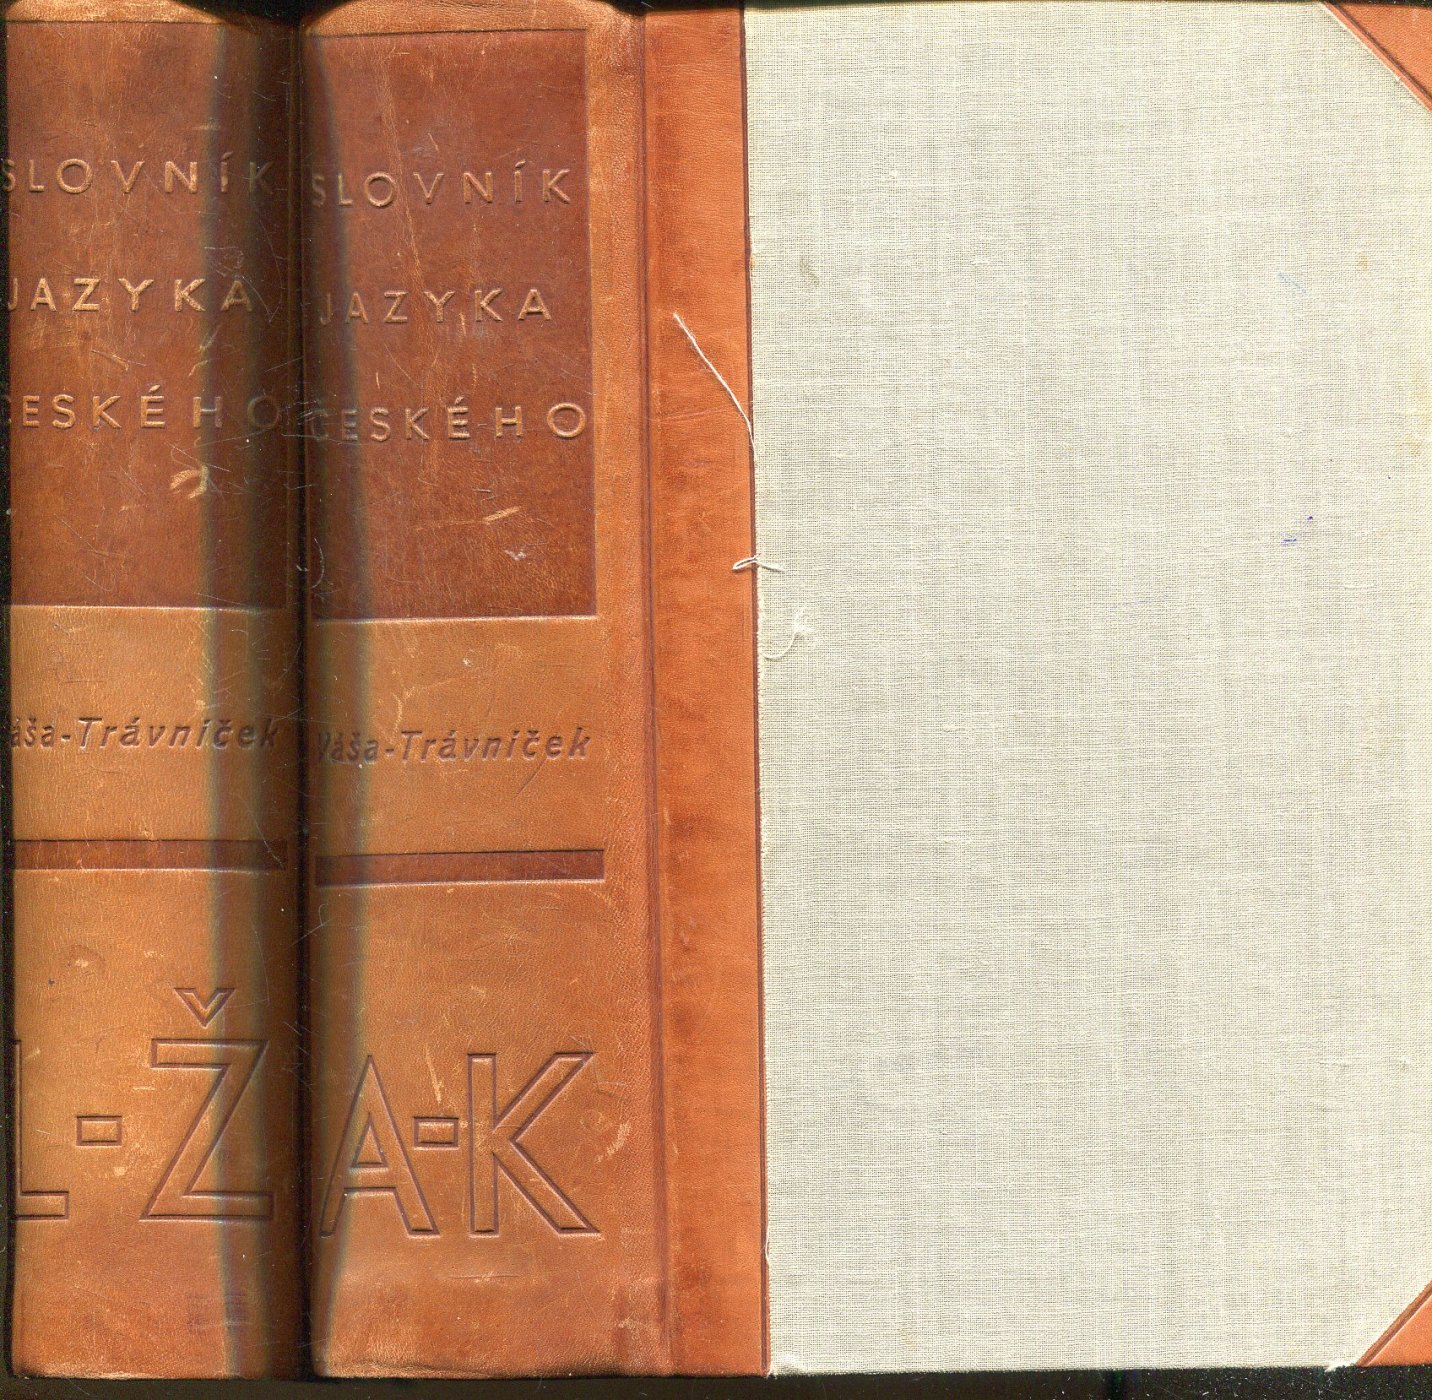 SLOVNÍK
JAZYKA
ČESKÉHO
Váša-Trávníček
L-Ž
SLOVNÍK
JAZYKA
ČESKÉHO
Váša-Trávníček
A-K